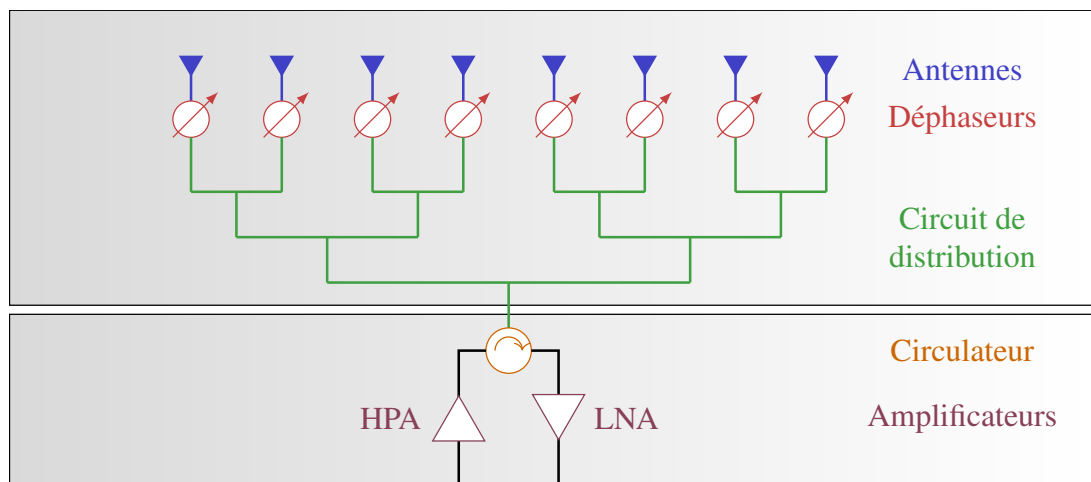 Antennes
Déphaseurs
Circuit de
distribution
Circulateur
HPA
LNA
Amplificateurs